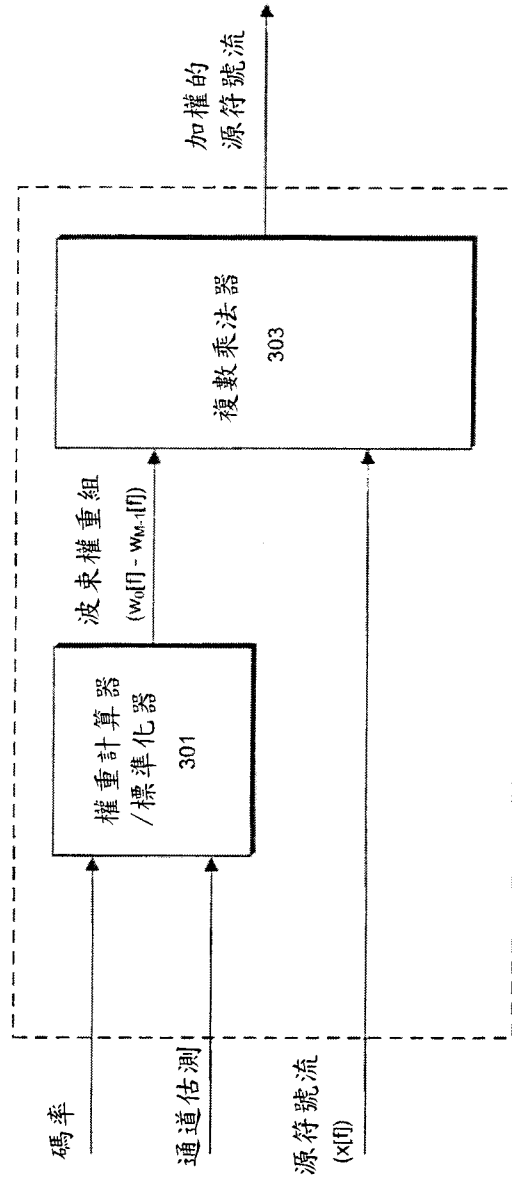 碼率
通道估測
源符號流
(x[f])
權重計算器
/標準化器
301
波束權重組
(w₀[f] - w_M-1[f])
複數乘法器
303
加權的
源符號流